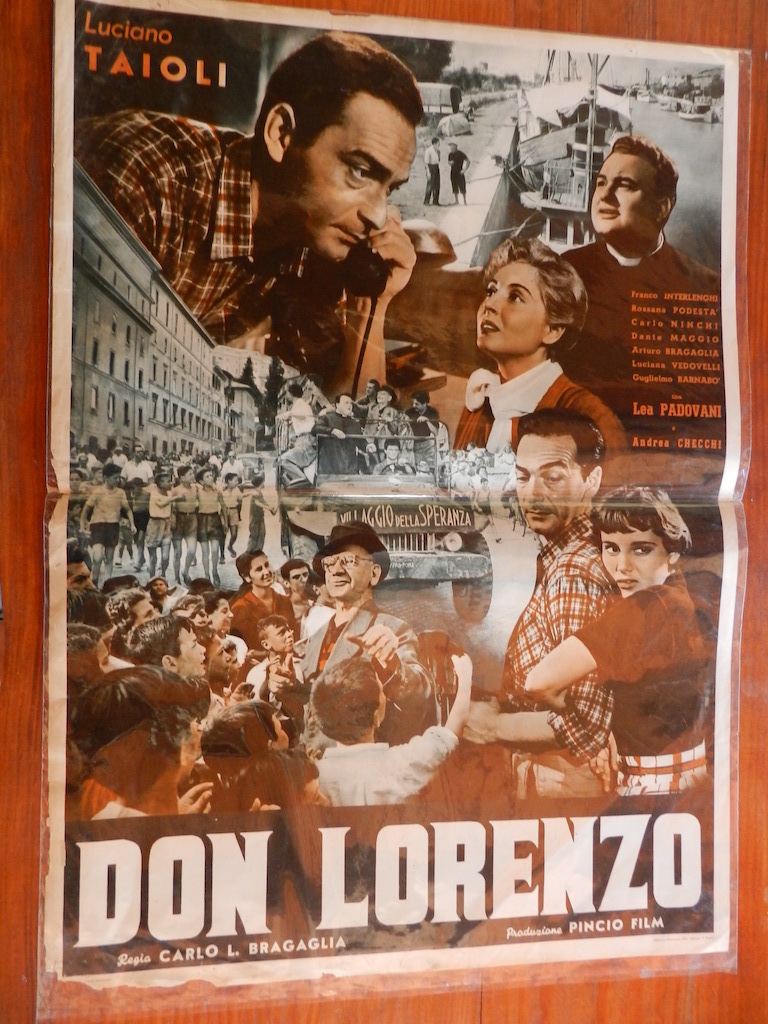 Luciano
TAIOLI
Franco INTERLENGHI
Rossana PODESTA'
Carlo NINCHI
Dante MAGGIO
Arturo BRAGAGLIA
Luciana VEDOVELLI
Guglielmo BARNABO'
con
Lea PADOVANI
e
Andrea CHECCHI
VILLAGGIO DELLA SPERANZA
DON LORENZO
Regia CARLO L. BRAGAGLIA
Produzione PINCIO FILM